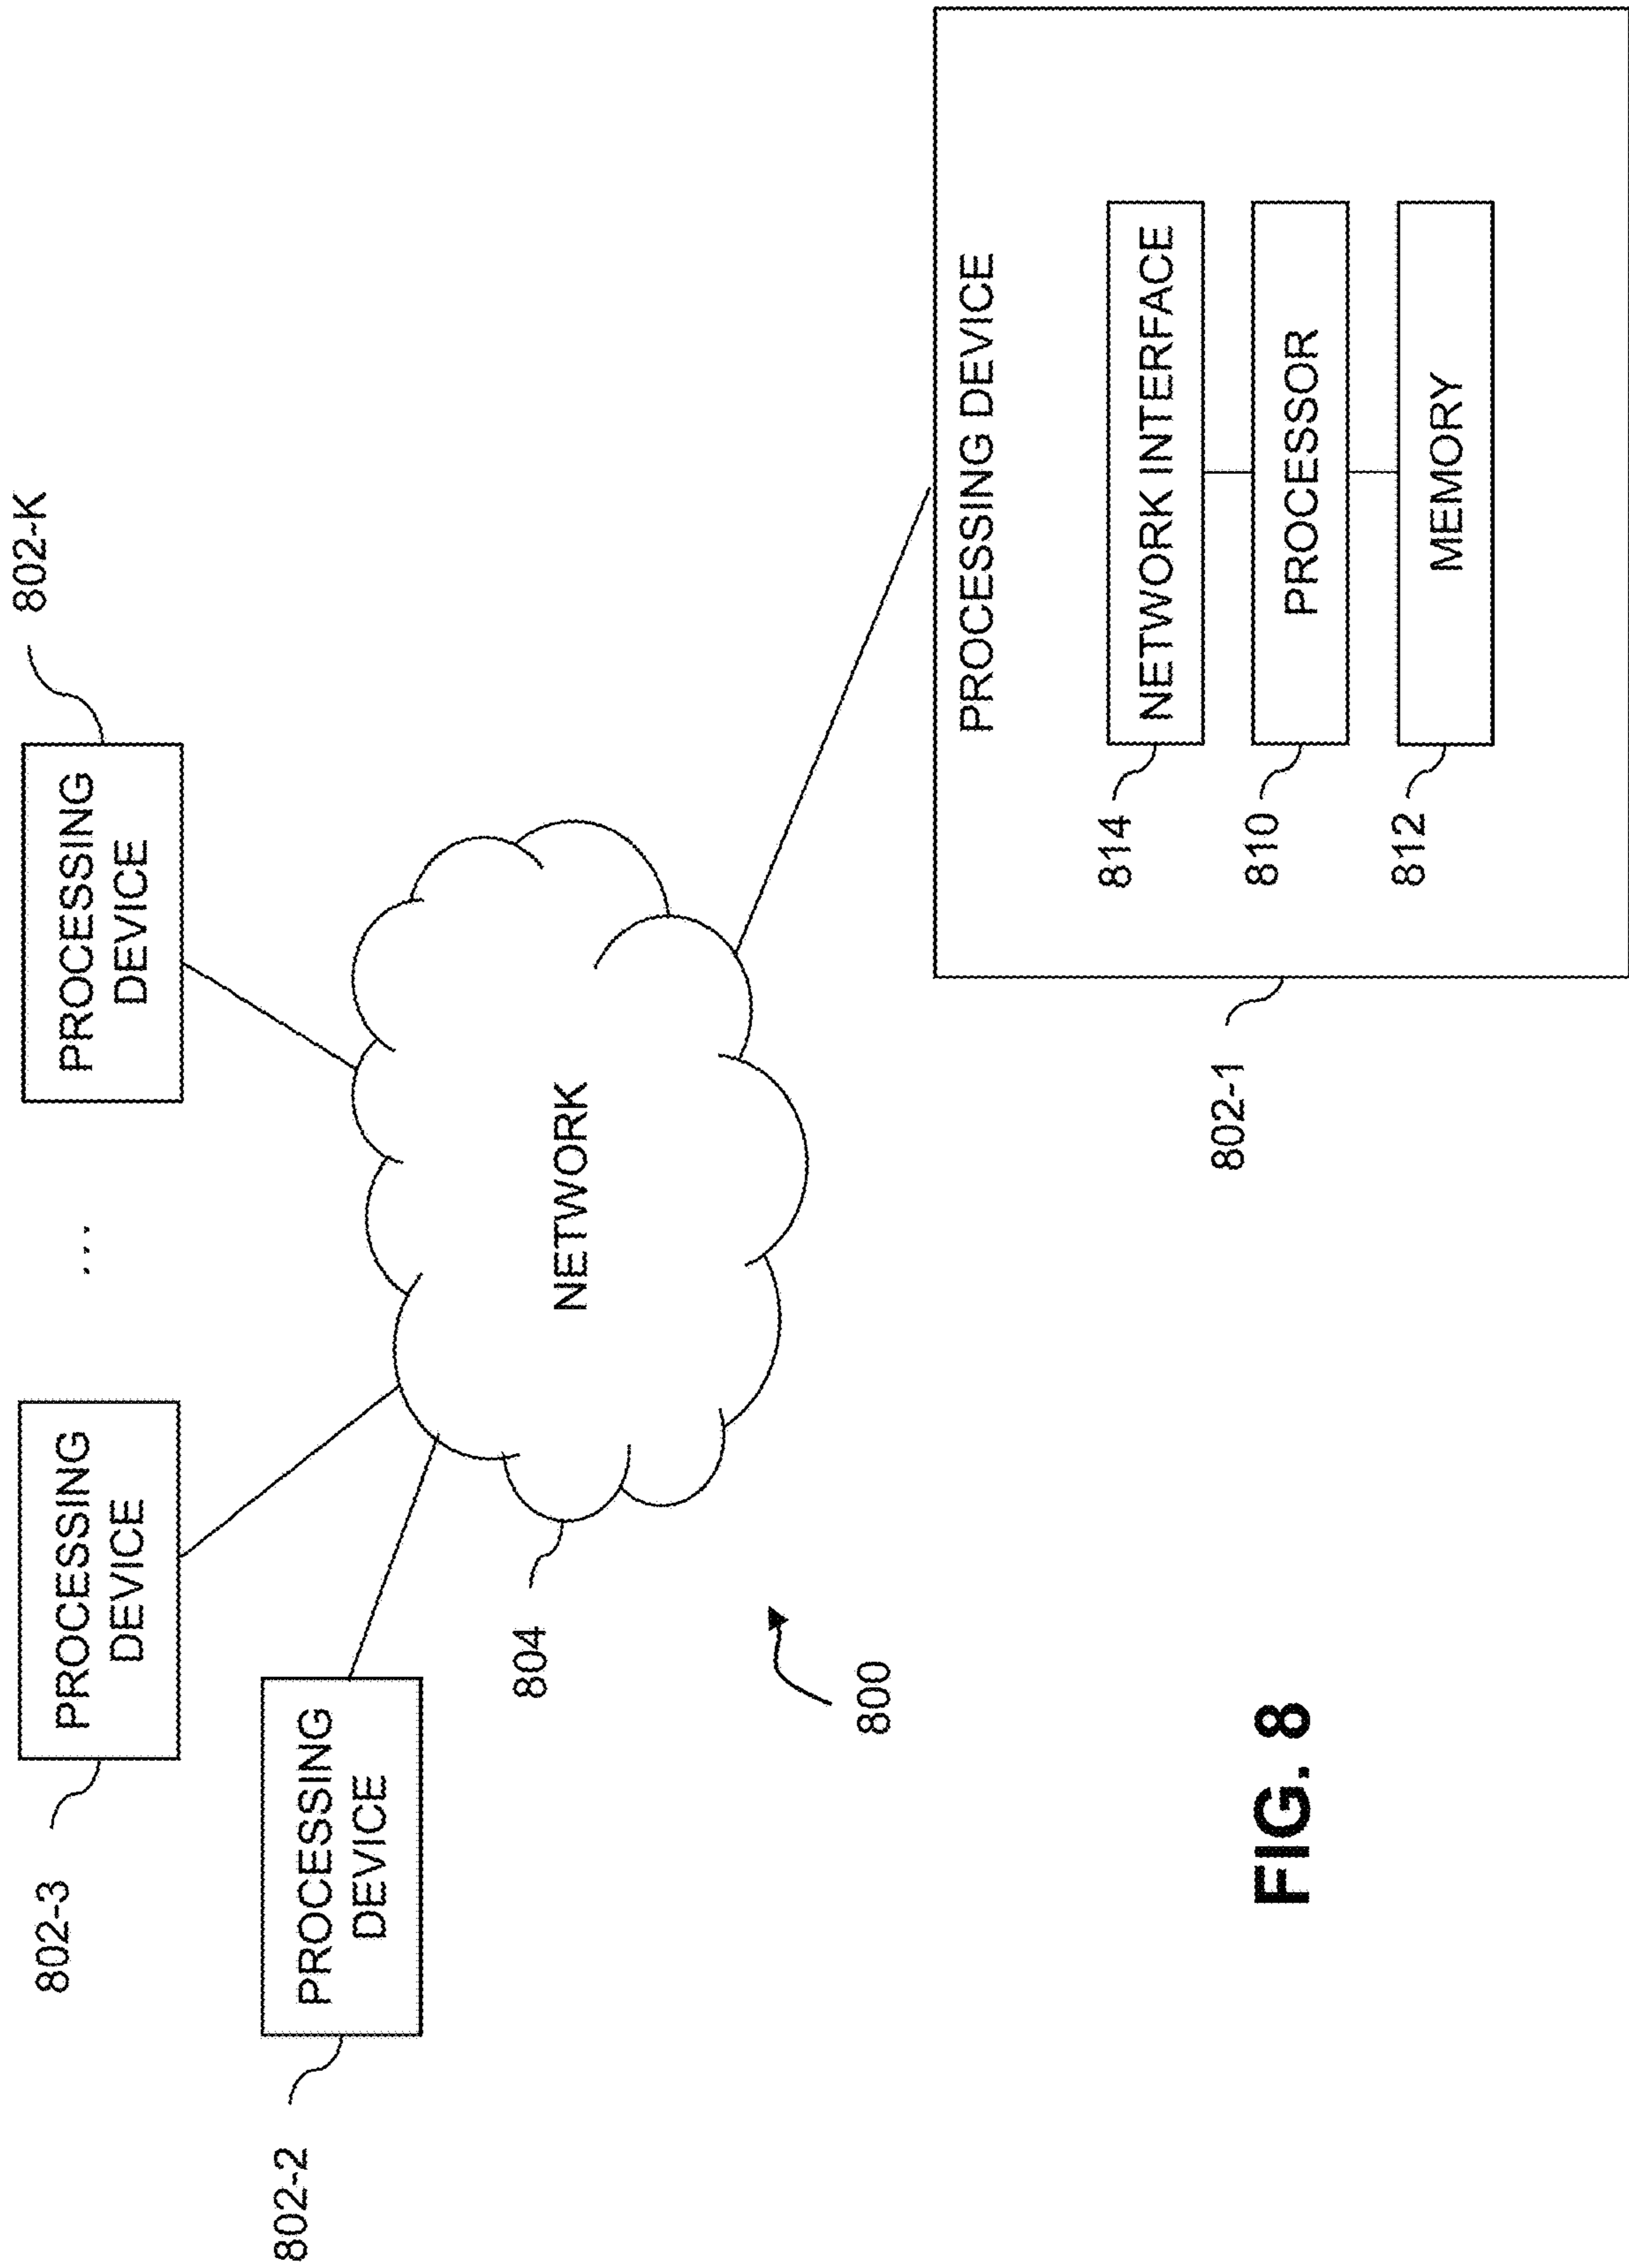 802-2
PROCESSING
DEVICE
802-3
PROCESSING
DEVICE
...
PROCESSING
DEVICE
802-K
804
NETWORK
800
802-1
PROCESSING DEVICE
814
NETWORK INTERFACE
810
PROCESSOR
812
MEMORY
FIG. 8